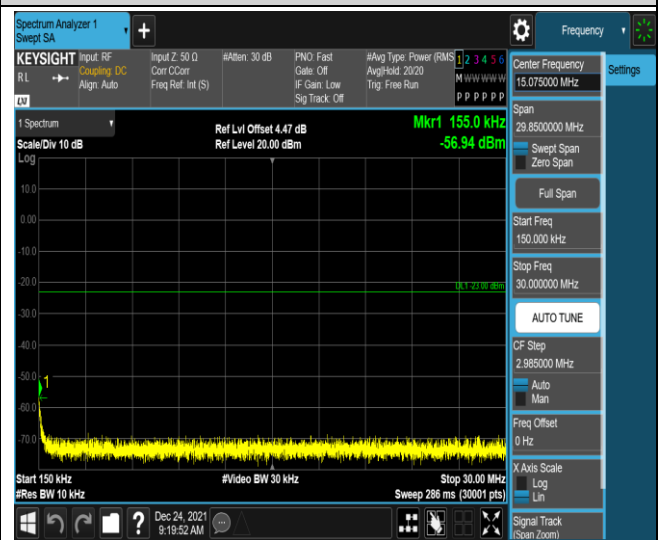 Spectrum Analyzer 1
Swept SA
+
Frequency
KEYSIGHT
RL
LXI
Input: RF
Coupling: DC
Align: Auto
Input Z: 50 Ω
Corr CCorr
Freq Ref: Int (S)
#Atten: 30 dB
PNO: Fast
Gate: Off
IF Gain: Low
Sig Track: Off
#Avg Type: Power (RMS
Avg|Hold: 20/20
Trig: Free Run
1 2 3 4 5 6
M W W W W W
P P P P P P
1 Spectrum
Scale/Div 10 dB
Log
Ref Lvl Offset 4.47 dB
Ref Level 20.00 dBm
Mkr1 155.0 kHz
-56.94 dBm
10.0
0.00
-10.0
-20.0
DL1 -23.00 dBm
-30.0
-40.0
-50.0
1
-60.0
-70.0
Start 150 kHz
#Res BW 10 kHz
#Video BW 30 kHz
Stop 30.00 MHz
Sweep 286 ms (30001 pts)
?
Dec 24, 2021
9:19:52 AM
Center Frequency
15.075000 MHz
Settings
Span
29.8500000 MHz
Swept Span
Zero Span
Full Span
Start Freq
150.000 kHz
Stop Freq
30.000000 MHz
AUTO TUNE
CF Step
2.985000 MHz
Auto
Man
Freq Offset
0 Hz
X Axis Scale
Log
Lin
Signal Track
(Span Zoom)